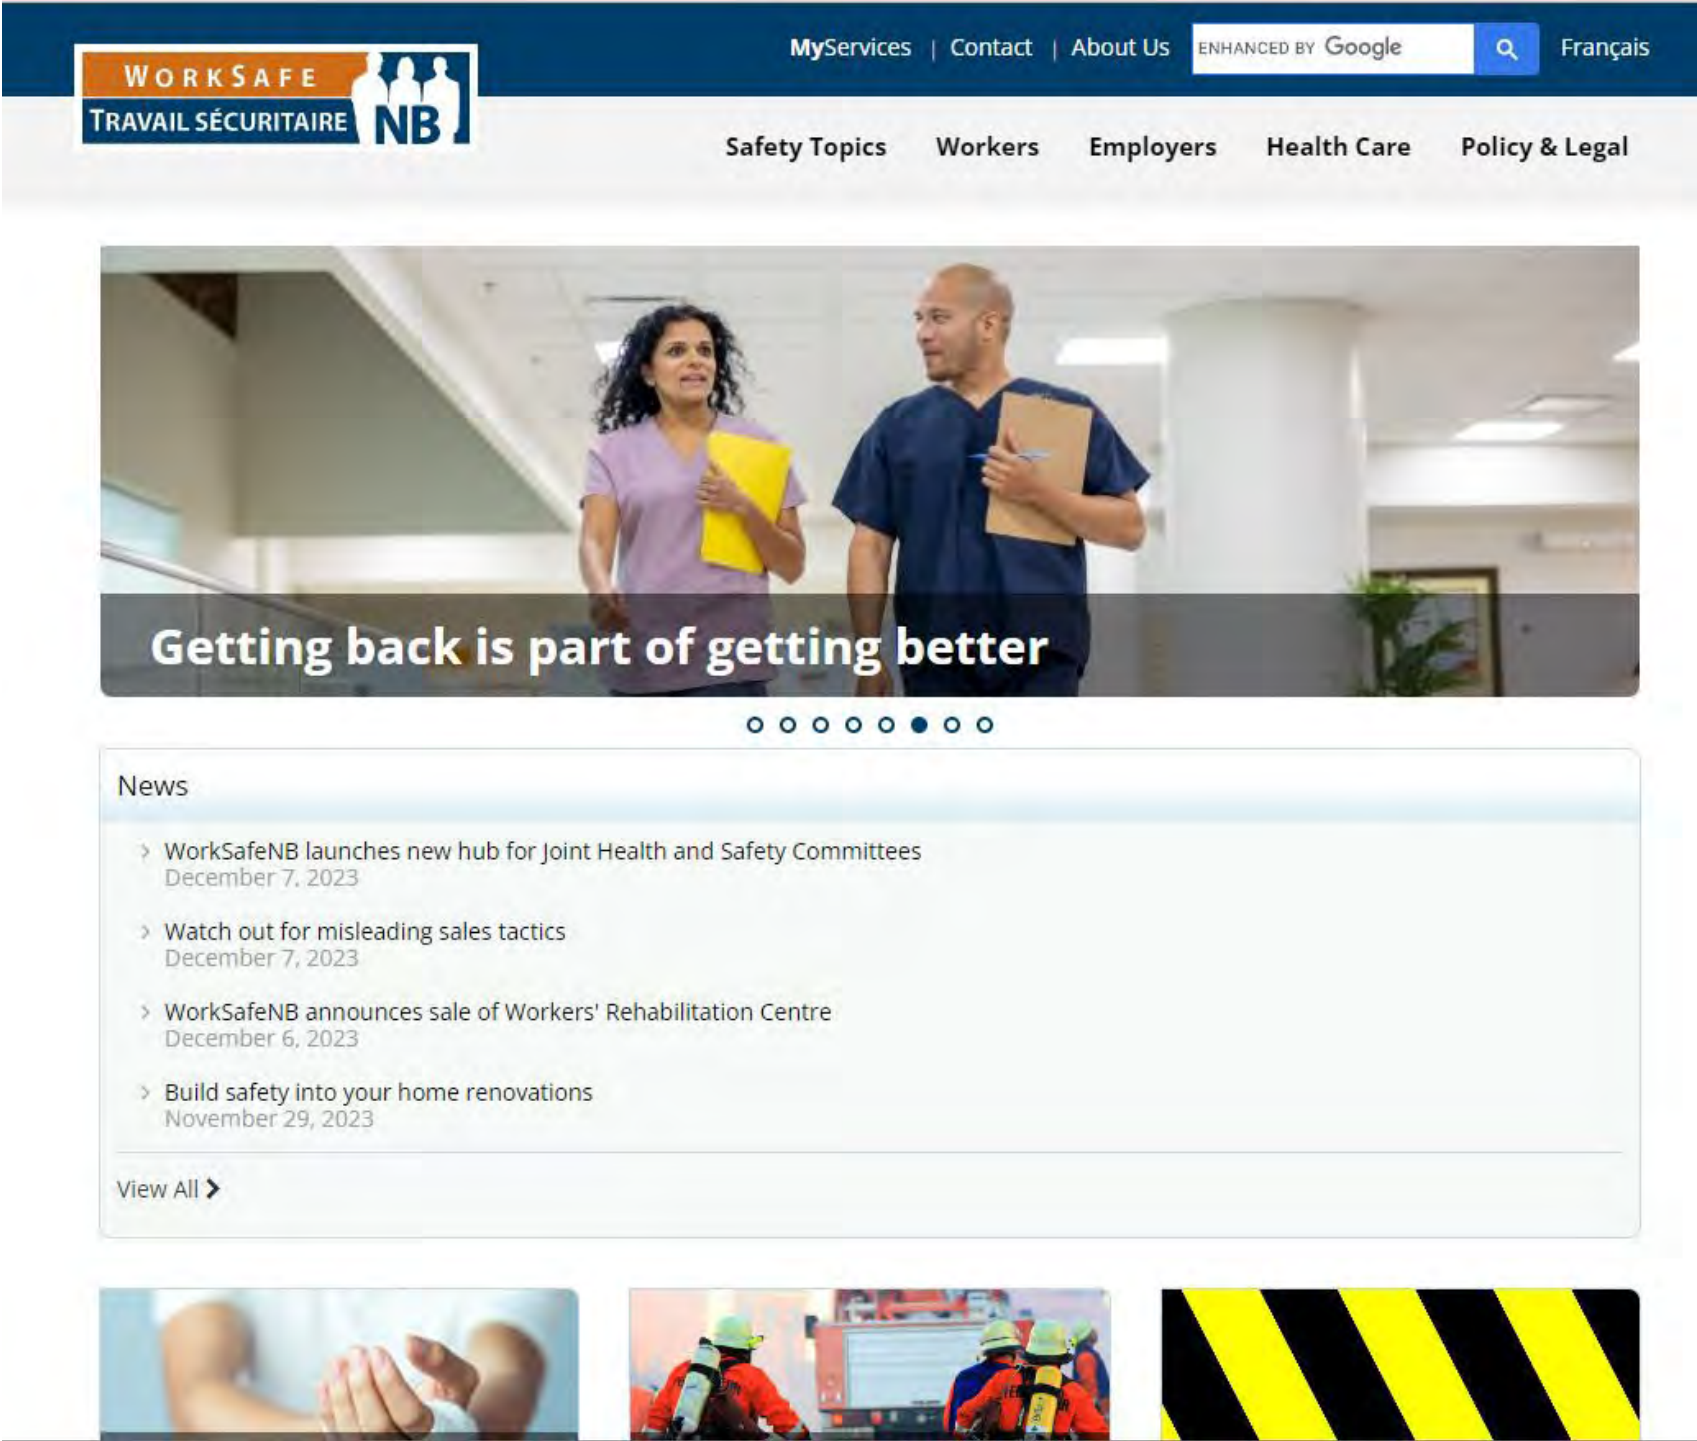 MyServices | Contact | About Us
ENHANCED BY Google
Français
WORKSAFE
TRAVAIL SÉCURITAIRE
NB
Safety Topics
Workers
Employers
Health Care
Policy & Legal
Getting back is part of getting better
News
WorkSafeNB launches new hub for Joint Health and Safety Committees
December 7, 2023
Watch out for misleading sales tactics
December 7, 2023
WorkSafeNB announces sale of Workers' Rehabilitation Centre
December 6, 2023
Build safety into your home renovations
November 29, 2023
View All